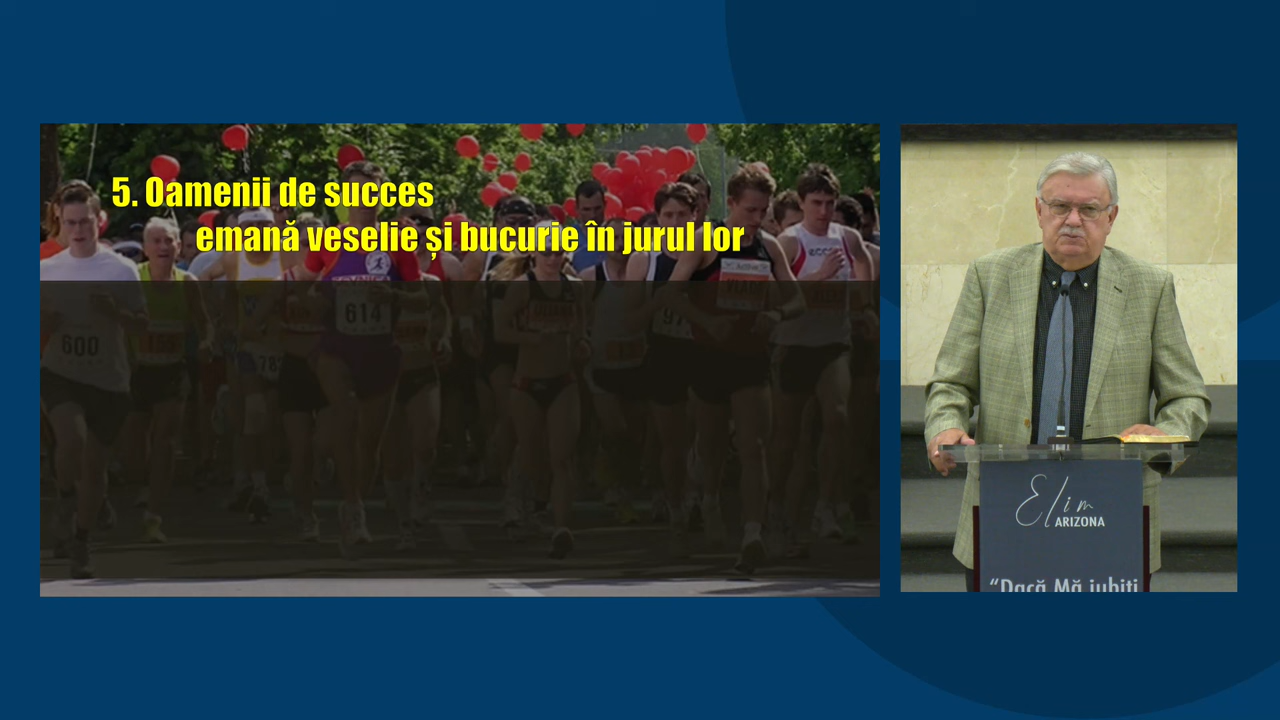 5. Oamenii de succes
emană veselie și bucurie în jurul lor
614
600
Elim
ARIZONA
“Dacă Mă iubiți